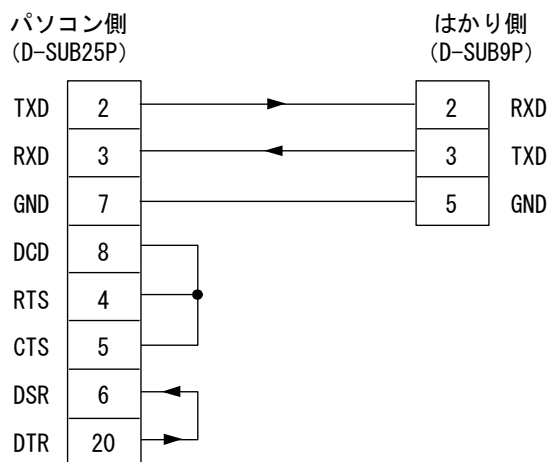 パソコン側 はかり側
(D-SUB25P) (D-SUB9P)
TXD 2 2 RXD
RXD 3 3 TXD
GND 7 5 GND
DCD 8
RTS 4
CTS 5
DSR 6
DTR 20